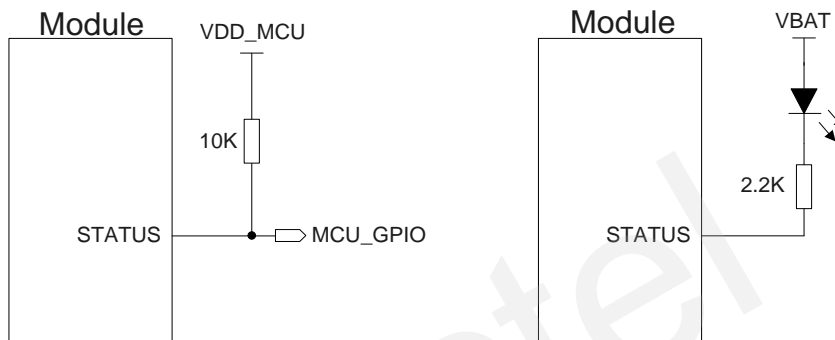 Module
VDD_MCU
10K
STATUS
MCU_GPIO
Module
VBAT
2.2K
STATUS